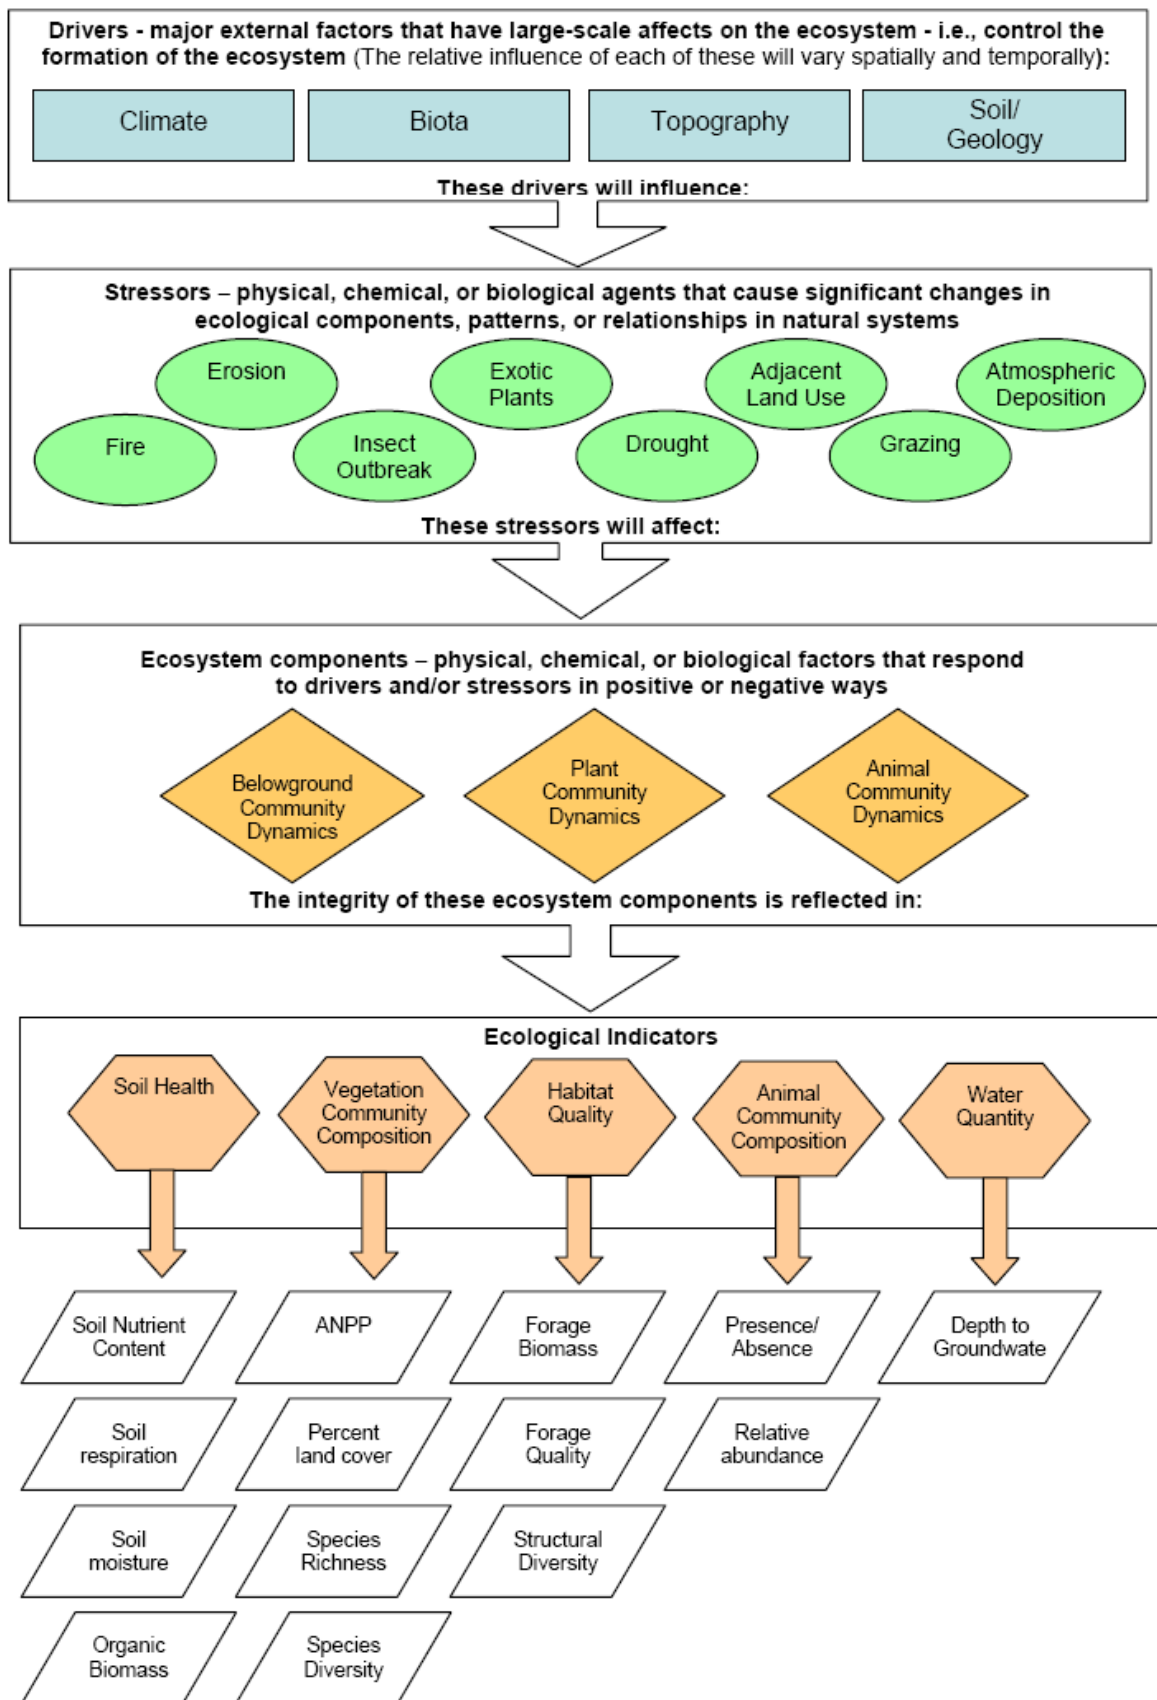 Drivers - major external factors that have large-scale affects on the ecosystem - i.e., control the
formation of the ecosystem (The relative influence of each of these will vary spatially and temporally):
Climate
Biota
Topography
Soil/
Geology
These drivers will influence:
Stressors – physical, chemical, or biological agents that cause significant changes in
ecological components, patterns, or relationships in natural systems
Erosion
Exotic
Plants
Adjacent
Land Use
Atmospheric
Deposition
Fire
Insect
Outbreak
Drought
Grazing
These stressors will affect:
Ecosystem components – physical, chemical, or biological factors that respond
to drivers and/or stressors in positive or negative ways
Belowground
Community
Dynamics
Plant
Community
Dynamics
Animal
Community
Dynamics
The integrity of these ecosystem components is reflected in:
Ecological Indicators
Soil Health
Vegetation
Community
Composition
Habitat
Quality
Animal
Community
Composition
Water
Quantity
Soil Nutrient
Content
ANPP
Forage
Biomass
Presence/
Absence
Depth to
Groundwate
Soil
respiration
Percent
land cover
Forage
Quality
Relative
abundance
Soil
moisture
Species
Richness
Structural
Diversity
Organic
Biomass
Species
Diversity